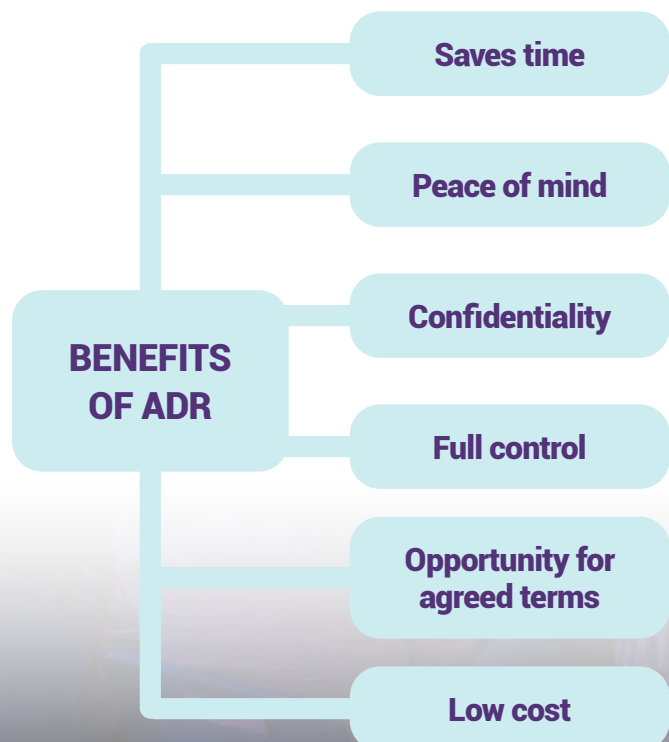 Saves time
Peace of mind
Confidentiality
BENEFITS
OF ADR
Full control
Opportunity for
agreed terms
Low cost